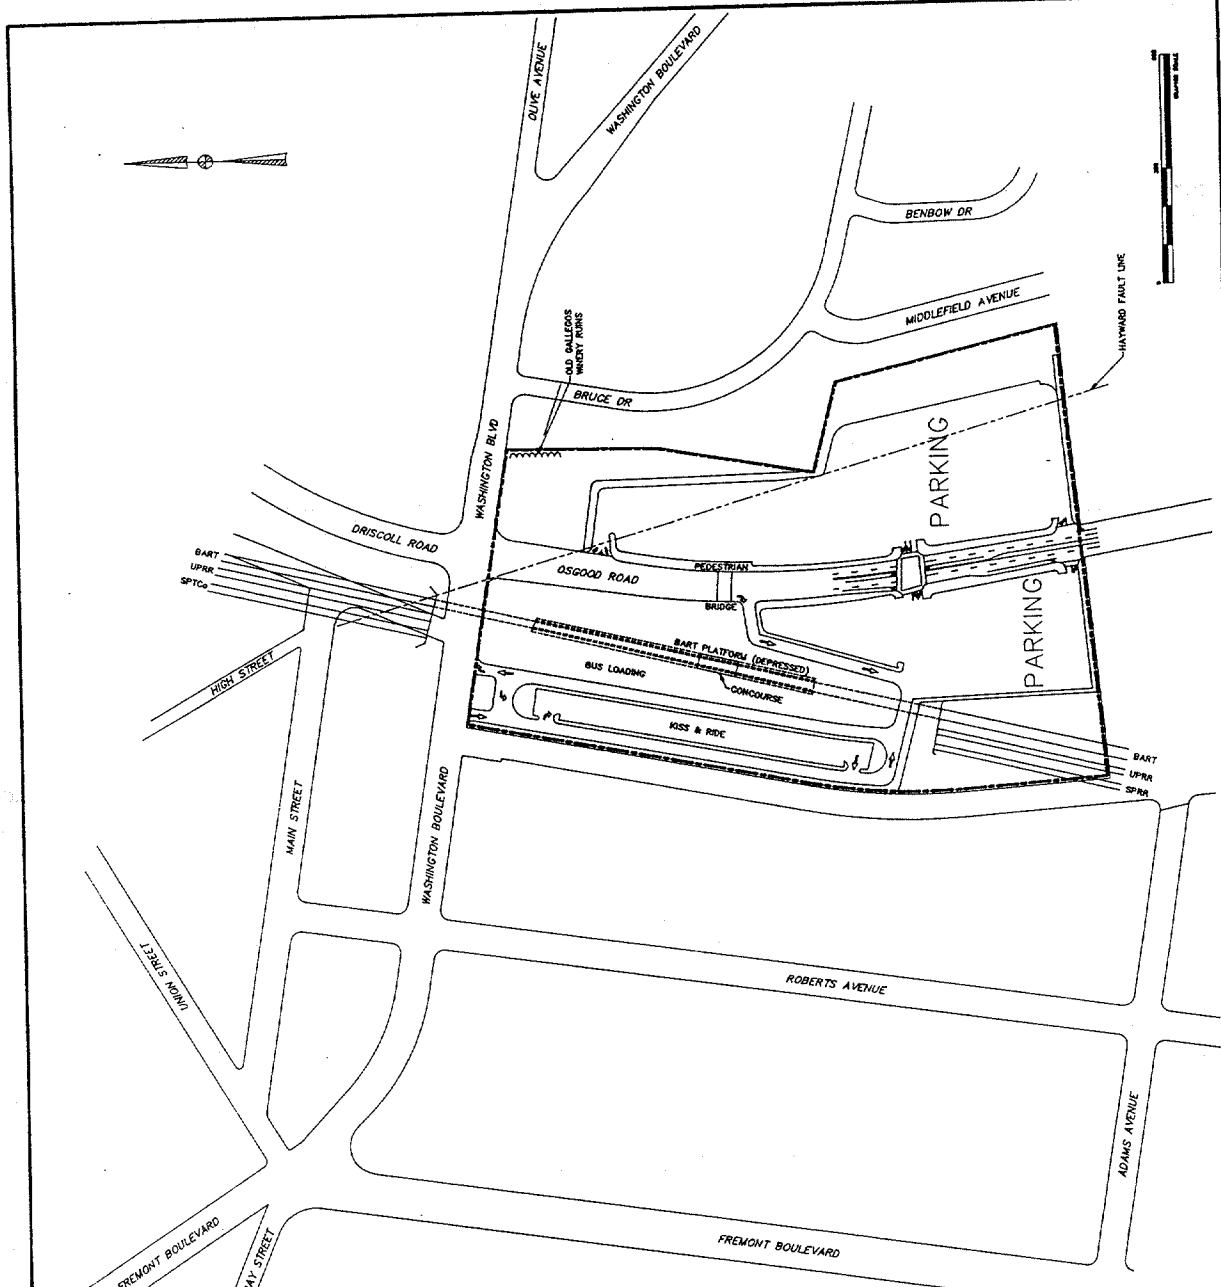 OLIVE AVENUE
WASHINGTON BOULEVARD
BENBOW DR
MIDDLEFIELD AVENUE
HAYWARD FAULT LINE
OLD GALLEGOS
WINERY RUINS
BRUCE DR
WASHINGTON BLVD
PARKING
DRISCOLL ROAD
BART
UPRR
SPTCo
OSGOOD ROAD
PEDESTRIAN
BRIDGE
PARKING
BART PLATFORM (DEPRESSED)
BUS LOADING
CONCOURSE
KISS & RIDE
HIGH STREET
BART
UPRR
SPRR
MAIN STREET
WASHINGTON BOULEVARD
UNION STREET
ROBERTS AVENUE
ADAMS AVENUE
FREMONT BOULEVARD
FREMONT BOULEVARD
AY STREET